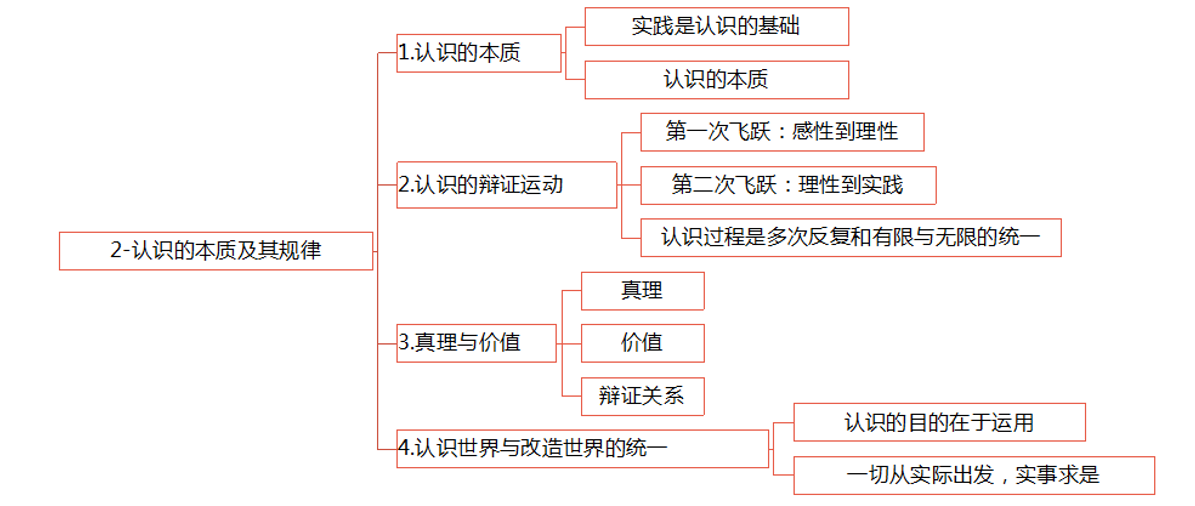 2-认识的本质及其规律
1.认识的本质
实践是认识的基础
认识的本质
2.认识的辩证运动
第一次飞跃：感性到理性
第二次飞跃：理性到实践
认识过程是多次反复和有限与无限的统一
3.真理与价值
真理
价值
辩证关系
4.认识世界与改造世界的统一
认识的目的在于运用
一切从实际出发，实事求是